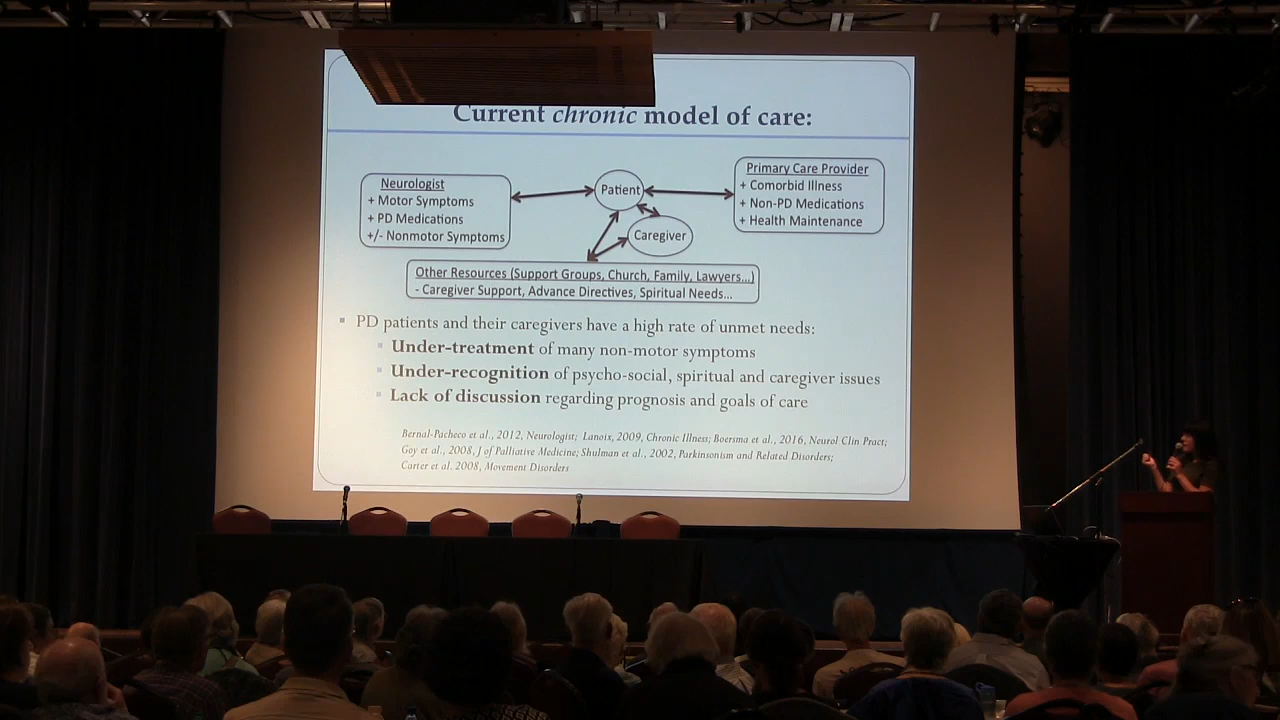 Current chronic model of care:
Neurologist
+ Motor Symptoms
+ PD Medications
+/- Nonmotor Symptoms
Patient
Caregiver
Primary Care Provider
+ Comorbid Illness
+ Non-PD Medications
+ Health Maintenance
Other Resources (Support Groups, Church, Family, Lawyers...)
- Caregiver Support, Advance Directives, Spiritual Needs...
▪ PD patients and their caregivers have a high rate of unmet needs:
▪ Under-treatment of many non-motor symptoms
▪ Under-recognition of psycho-social, spiritual and caregiver issues
▪ Lack of discussion regarding prognosis and goals of care
Bernal-Pacheco et al., 2012, Neurologist; Lanoix, 2009, Chronic Illness; Boersma et al., 2016, Neurol Clin Pract;
Goy et al., 2008, J of Palliative Medicine; Shulman et al., 2002, Parkinsonism and Related Disorders;
Carter et al. 2008, Movement Disorders